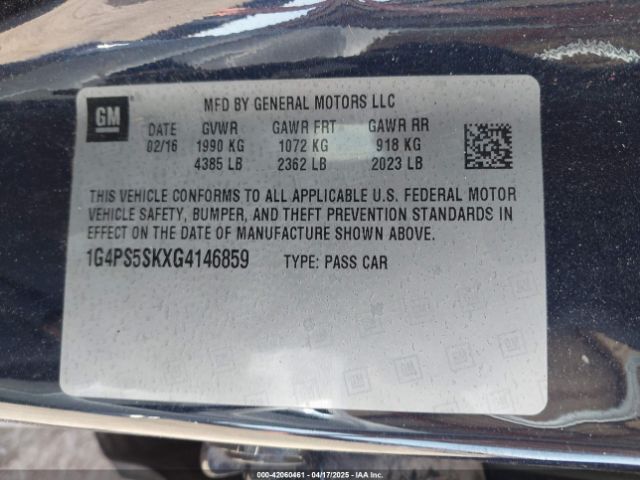 GM
MFD BY GENERAL MOTORS LLC
DATE GVWR GAWR FRT GAWR RR
02/16 1990 KG 1072 KG 918 KG
4385 LB 2362 LB 2023 LB
THIS VEHICLE CONFORMS TO ALL APPLICABLE U.S. FEDERAL MOTOR
VEHICLE SAFETY, BUMPER, AND THEFT PREVENTION STANDARDS IN
EFFECT ON THE DATE OF MANUFACTURE SHOWN ABOVE.
1G4PS5SKXG4146859 TYPE: PASS CAR
000-42060461 - 04/17/2025 - IAAI.COM